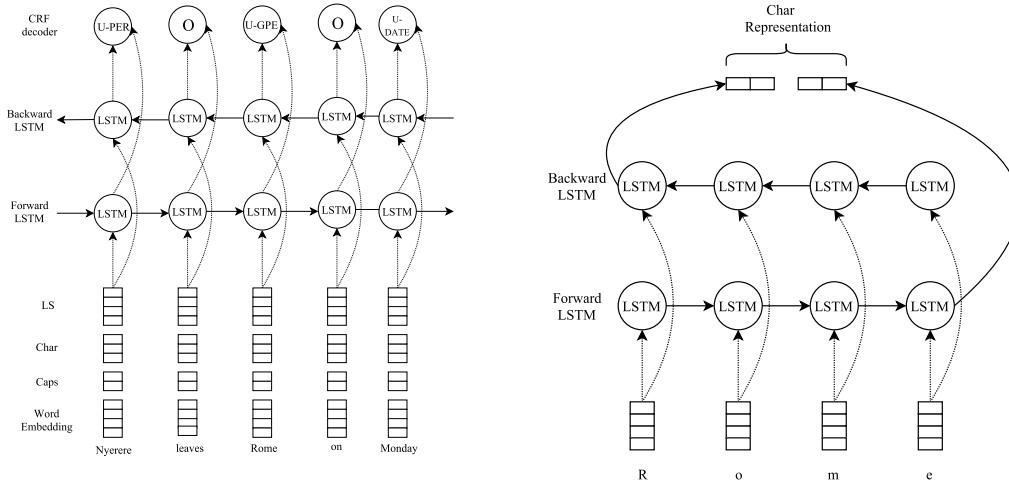 CRF
decoder
U-PER
O
U-GPE
O
U-
DATE
Backward
LSTM
LSTM
LSTM
LSTM
LSTM
LSTM
Forward
LSTM
LSTM
LSTM
LSTM
LSTM
LSTM
LS
Char
Caps
Word
Embedding
Nyerere
leaves
Rome
on
Monday
Char
Representation
Backward
LSTM
LSTM
LSTM
LSTM
LSTM
Forward
LSTM
LSTM
LSTM
LSTM
LSTM
R
o
m
e